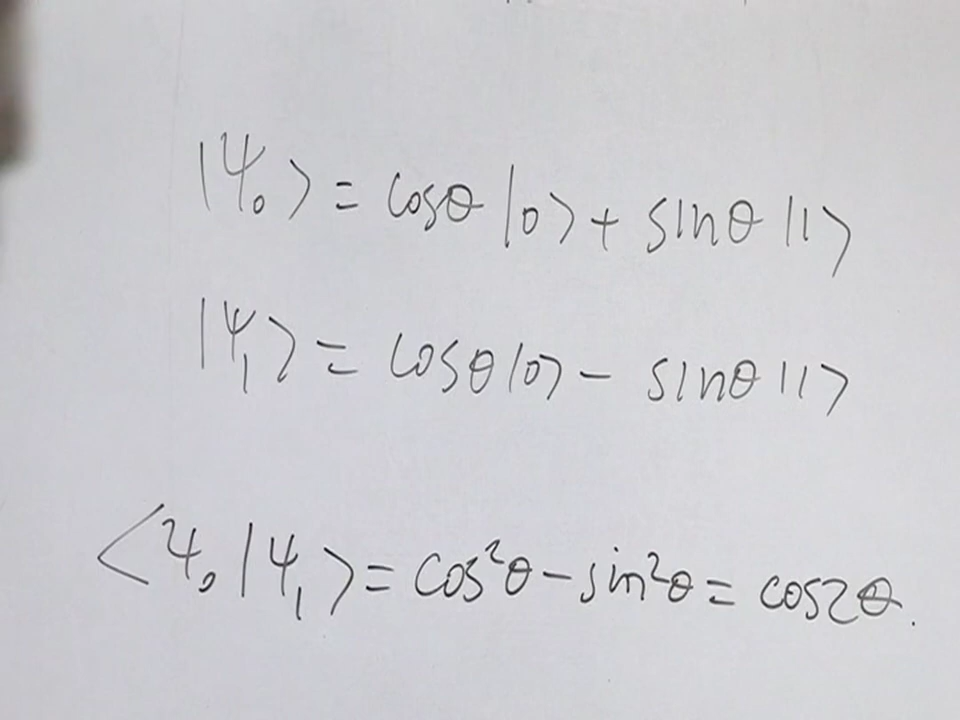 |ψ₀⟩ = cosθ |0⟩ + sinθ |1⟩
|ψ₁⟩ = cosθ |0⟩ − sinθ |1⟩
⟨ψ₀|ψ₁⟩ = cos²θ − sin²θ = cos2θ.